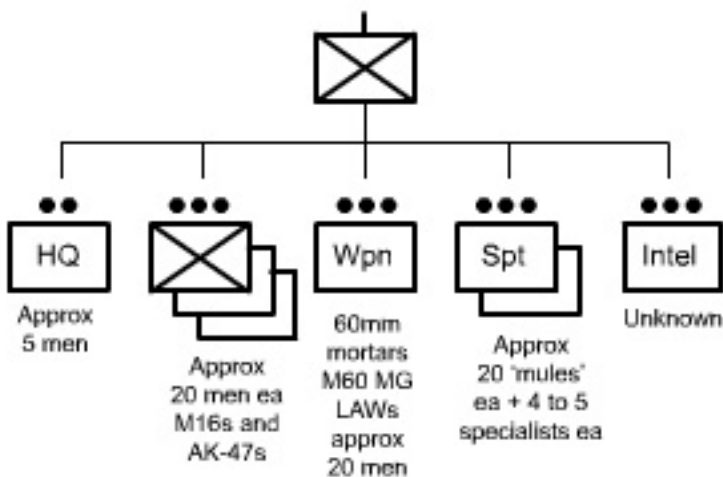 HQ
Wpn
Spt
Intel
Approx
5 men
Approx
20 men ea
M16s and
AK-47s
60mm
mortars
M60 MG
LAWs
approx
20 men
Approx
20 'mules'
ea + 4 to 5
specialists ea
Unknown